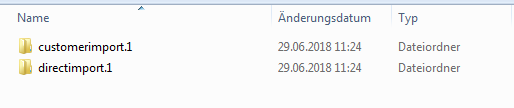 Name Änderungsdatum Typ
customerimport.1 29.06.2018 11:24 Dateiordner
directimport.1 29.06.2018 11:24 Dateiordner